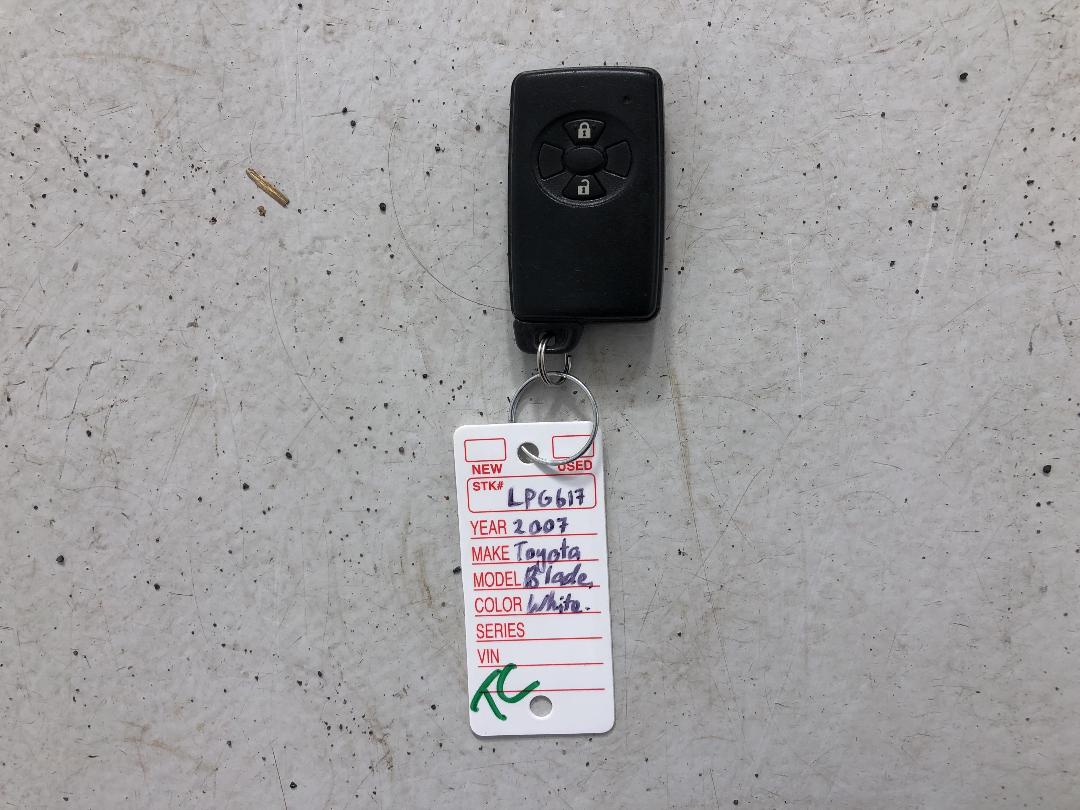 NEW USED
STK# LPG617
YEAR 2007
MAKE Toyota
MODEL Blade
COLOR White.
SERIES
VIN
TC